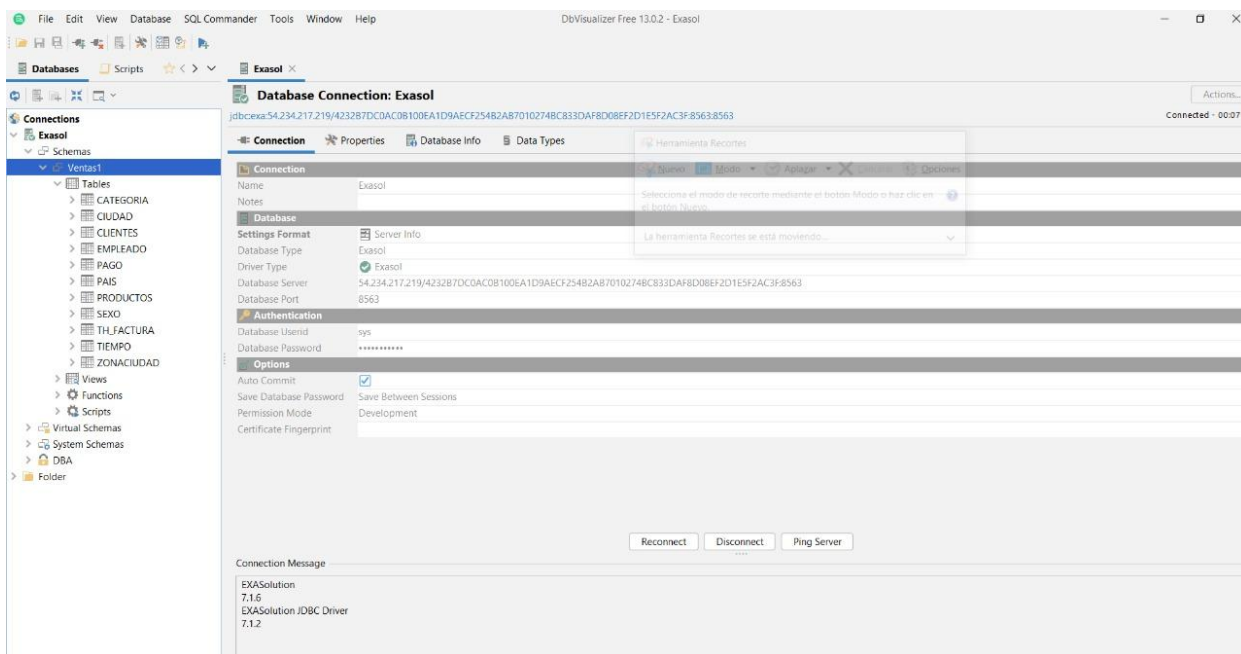 File Edit View Database SQL Commander Tools Window Help
DbVisualizer Free 13.0.2 - Exasol
Databases Scripts
Exasol
Database Connection: Exasol
Actions...
jdbc:exa:54.234.217.219/4232B7DC0AC0B100EA1D9AECF254B2AB7010274BC833DAF8D08EF2D1E5F2AC3F:8563:8563
Connected - 00:07
Connections
Exasol
Schemas
Ventas1
Tables
CATEGORIA
CIUDAD
CLIENTES
EMPLEADO
PAGO
PAIS
PRODUCTOS
SEXO
TH_FACTURA
TIEMPO
ZONACIUDAD
Views
Functions
Scripts
Virtual Schemas
System Schemas
DBA
Folder
Connection Properties Database Info Data Types
Herramienta Recortes
Nuevo Modo Aplazar Cancelar Opciones
Selecciona el modo de recorte mediante el botón Modo o haz clic en
el botón Nuevo.
La herramienta Recortes se está moviendo...
Connection
Name Exasol
Notes
Database
Settings Format Server Info
Database Type Exasol
Driver Type Exasol
Database Server 54.234.217.219/4232B7DC0AC0B100EA1D9AECF254B2AB7010274BC833DAF8D08EF2D1E5F2AC3F:8563
Database Port 8563
Authentication
Database Userid sys
Database Password •••••••••••
Options
Auto Commit
Save Database Password Save Between Sessions
Permission Mode Development
Certificate Fingerprint
Reconnect Disconnect Ping Server
Connection Message
EXASolution
7.1.6
EXASolution JDBC Driver
7.1.2